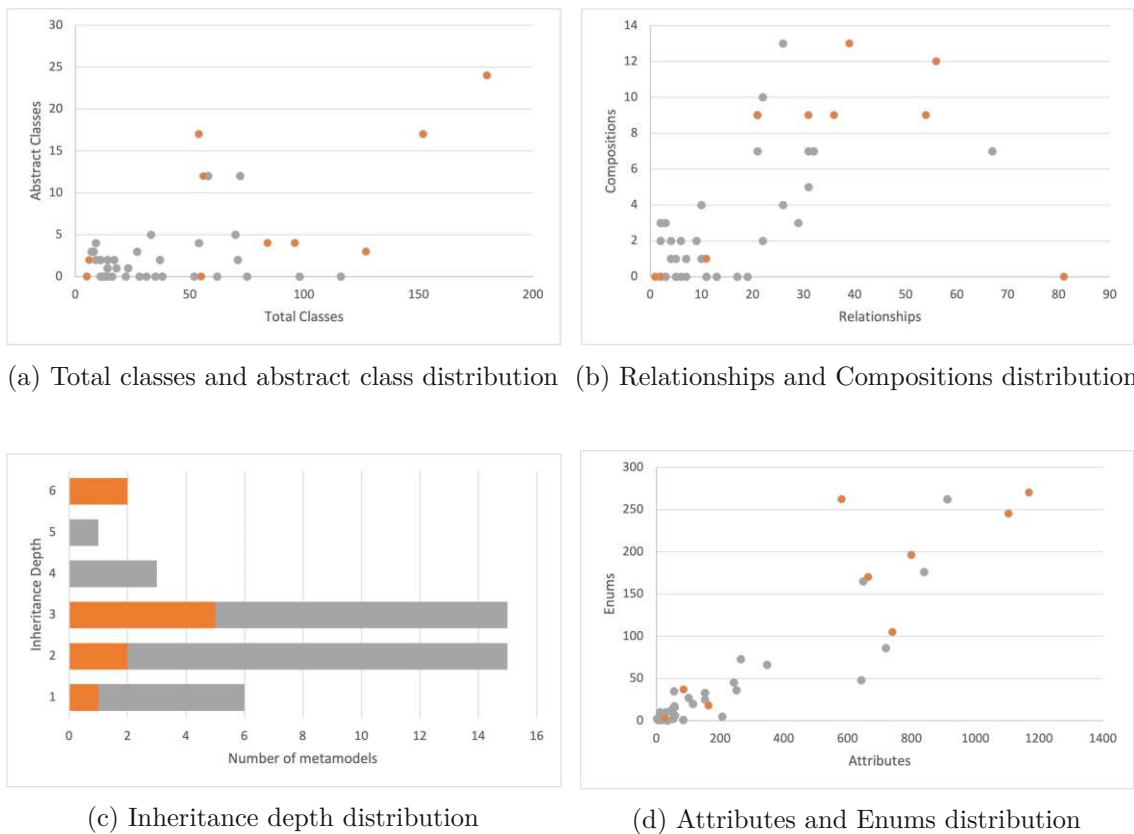 30
25
20
15
10
5
0
0 50 100 150 200
Abstract Classes
Total Classes
(a) Total classes and abstract class distribution
14
12
10
8
6
4
2
0
0 10 20 30 40 50 60 70 80 90
Compositions
Relationships
(b) Relationships and Compositions distribution
6
5
4
3
2
1
0 2 4 6 8 10 12 14 16
Inheritance Depth
Number of metamodels
(c) Inheritance depth distribution
300
250
200
150
100
50
0
0 200 400 600 800 1000 1200 1400
Enums
Attributes
(d) Attributes and Enums distribution